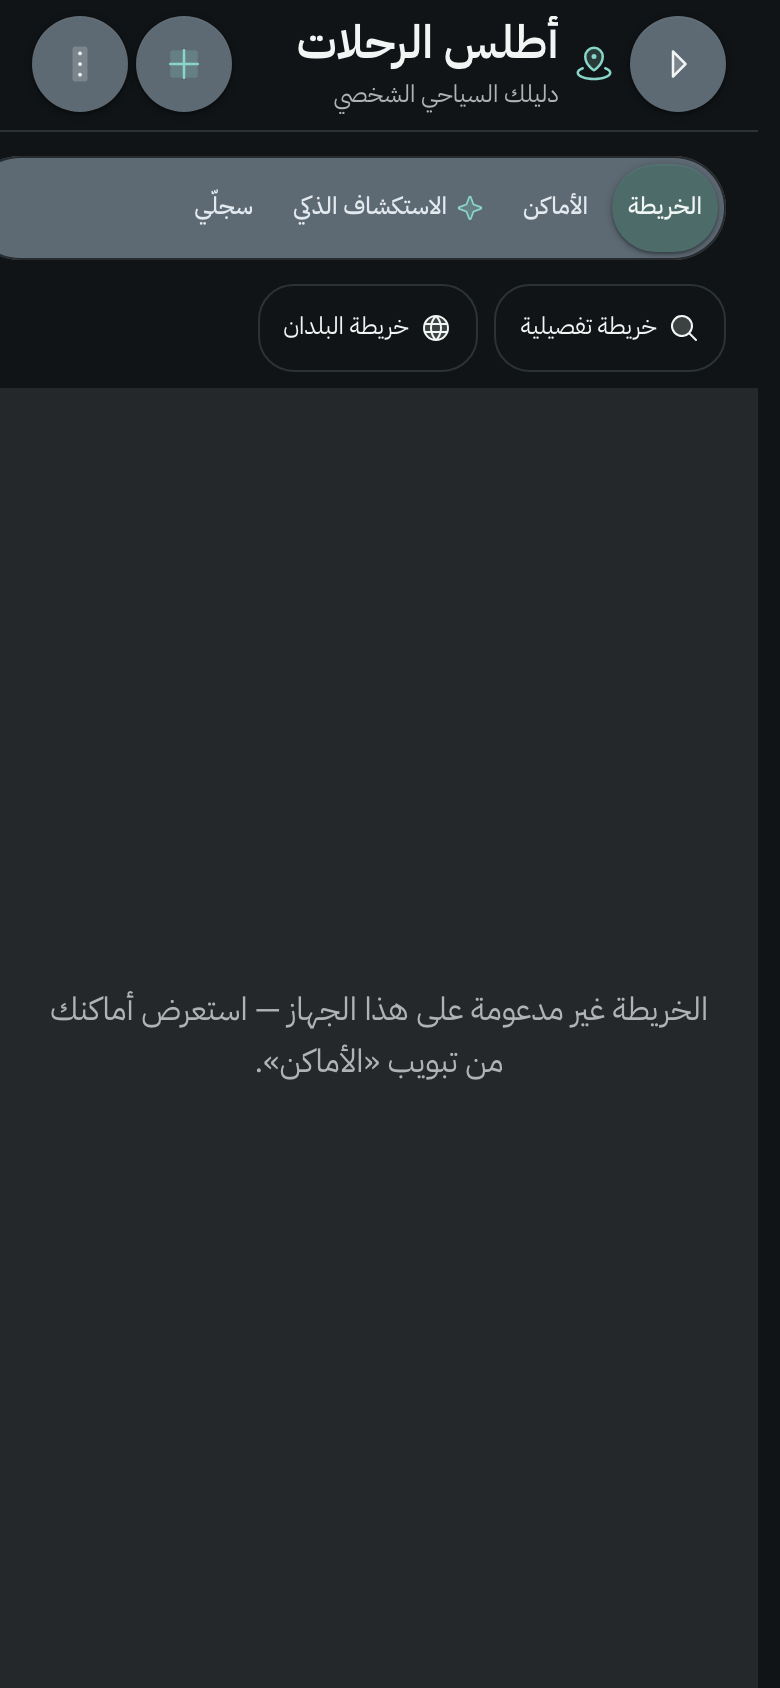 أطلس الرحلات
دليلك السياحي الشخصي
الخريطة
الأماكن
الاستكشاف الذكي
سجلّي
خريطة تفصيلية
خريطة البلدان
الخريطة غير مدعومة على هذا الجهاز — استعرض أماكنك
من تبويب «الأماكن».